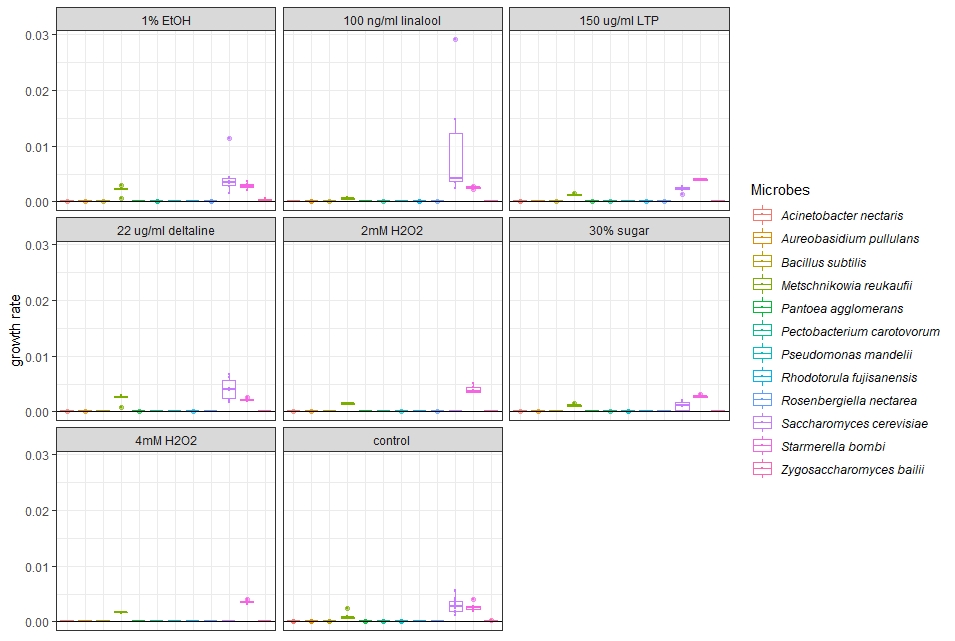 1% EtOH
100 ng/ml linalool
150 ug/ml LTP
0.03
0.02
0.01
0.00
22 ug/ml deltaline
2mM H2O2
30% sugar
0.03
0.02
0.01
0.00
growth rate
4mM H2O2
control
0.03
0.02
0.01
0.00
Microbes
Acinetobacter nectaris
Aureobasidium pullulans
Bacillus subtilis
Metschnikowia reukaufii
Pantoea agglomerans
Pectobacterium carotovorum
Pseudomonas mandelii
Rhodotorula fujisanensis
Rosenbergiella nectarea
Saccharomyces cerevisiae
Starmerella bombi
Zygosaccharomyces bailii